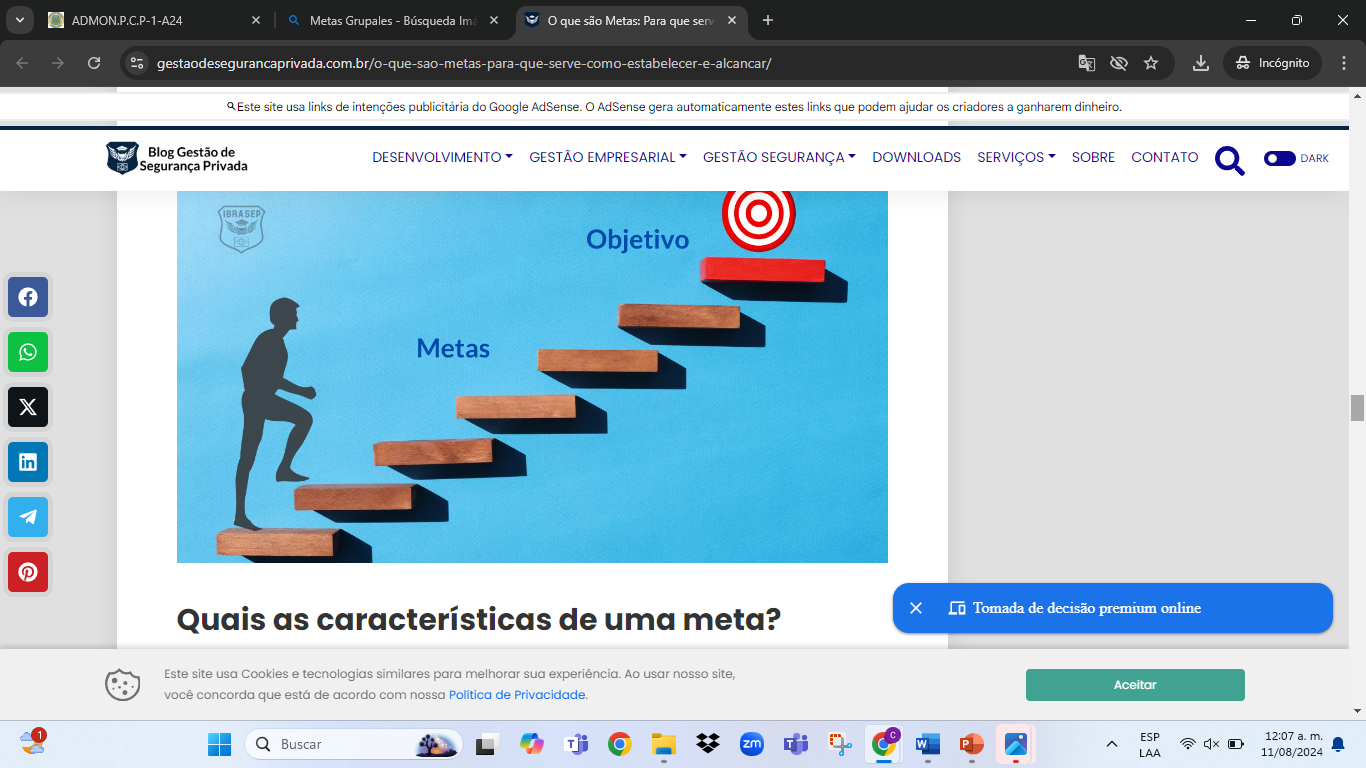 ADMON.P.C.P-1-A24
Metas Grupales - Búsqueda Imá
O que são Metas: Para que serv
gestaodesegurancaprivada.com.br/o-que-sao-metas-para-que-serve-como-estabelecer-e-alcancar/
Incógnito
Este site usa links de intenções publicitária do Google AdSense. O AdSense gera automaticamente estes links que podem ajudar os criadores a ganharem dinheiro.
Blog Gestão de
Segurança Privada
DESENVOLVIMENTO
GESTÃO EMPRESARIAL
GESTÃO SEGURANÇA
DOWNLOADS
SERVIÇOS
SOBRE
CONTATO
DARK
IBRASEP
Objetivo
Metas
Quais as características de uma meta?
Tomada de decisão premium online
Este site usa Cookies e tecnologias similares para melhorar sua experiência. Ao usar nosso site,
você concorda que está de acordo com nossa Política de Privacidade.
Aceitar
1
Buscar
zm
C
ESP
LAA
12:07 a. m.
11/08/2024